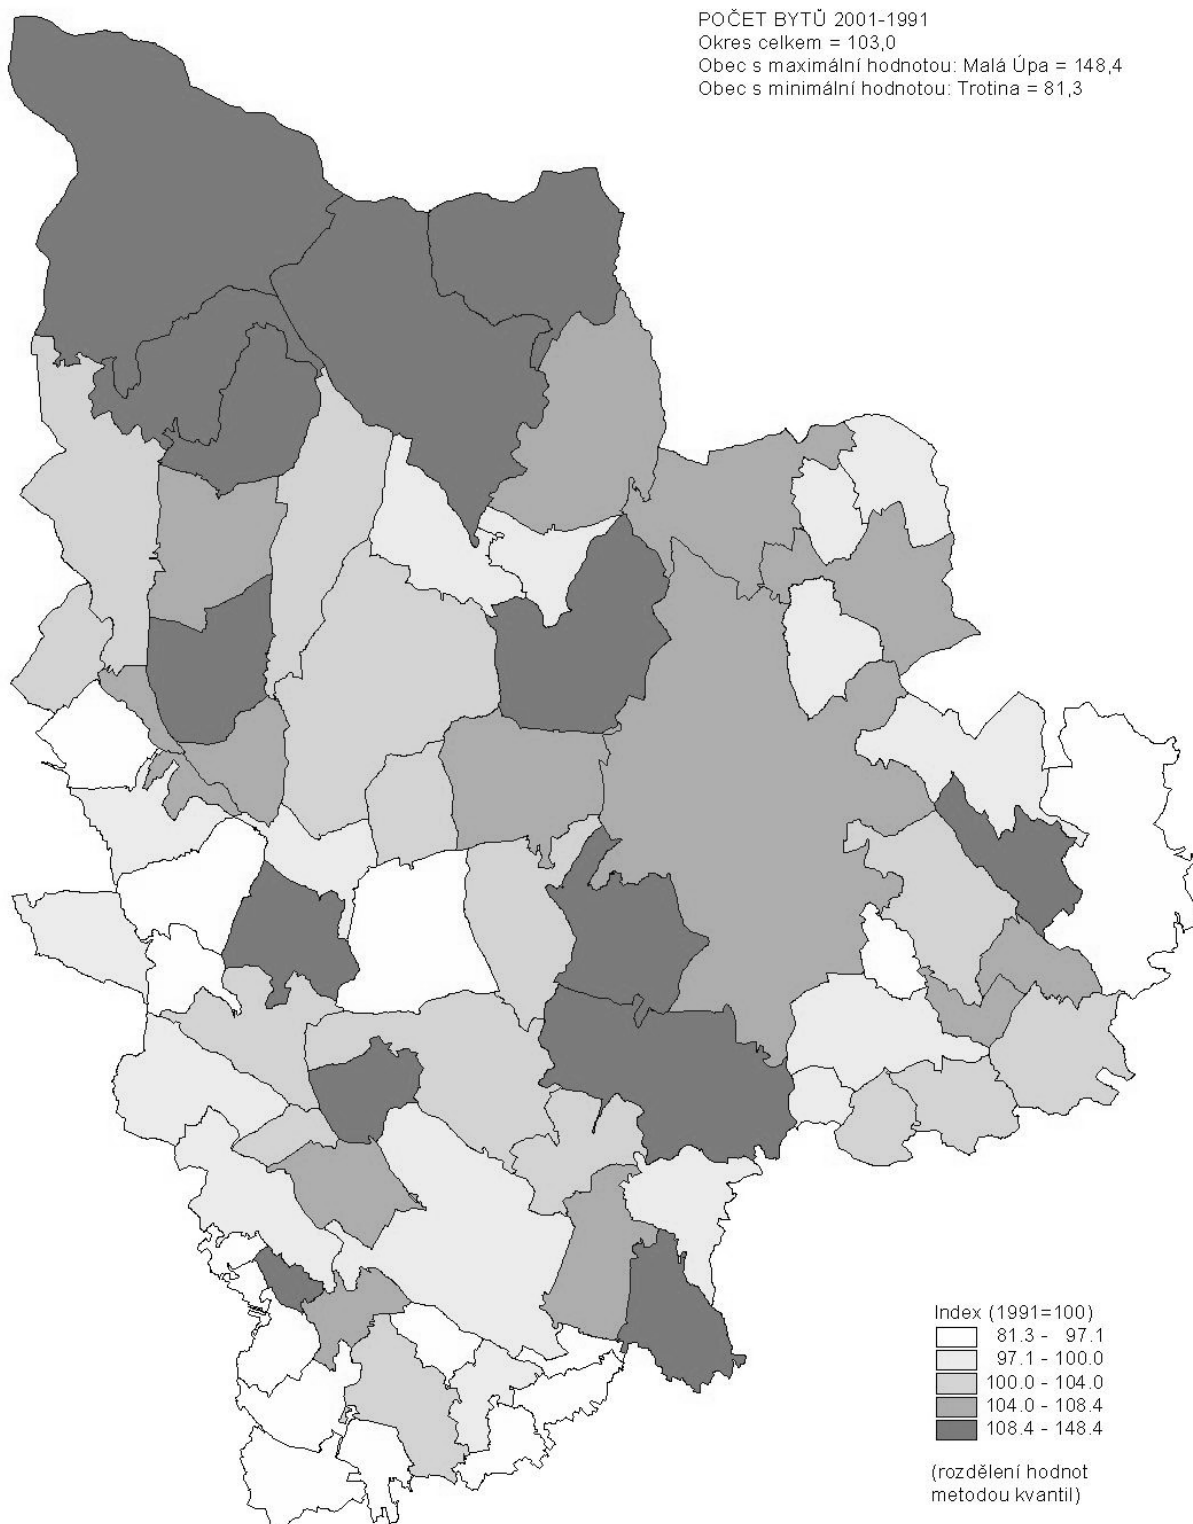 POČET BYTŮ 2001-1991
Okres celkem = 103,0
Obec s maximální hodnotou: Malá Úpa = 148,4
Obec s minimální hodnotou: Trotina = 81,3
Index (1991=100)
81.3 - 97.1
97.1 - 100.0
100.0 - 104.0
104.0 - 108.4
108.4 - 148.4
(rozdělení hodnot
metodou kvantil)